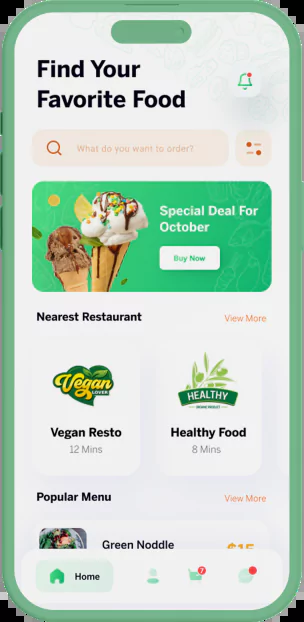 Find Your
Favorite Food
What do you want to order?
Special Deal For
October
Buy Now
Nearest Restaurant
View More
Vegan
LOVER
HEALTHY
ORGANIC PRODUCT
Vegan Resto
12 Mins
Healthy Food
8 Mins
Popular Menu
View More
Green Noddle
$15
Home
7